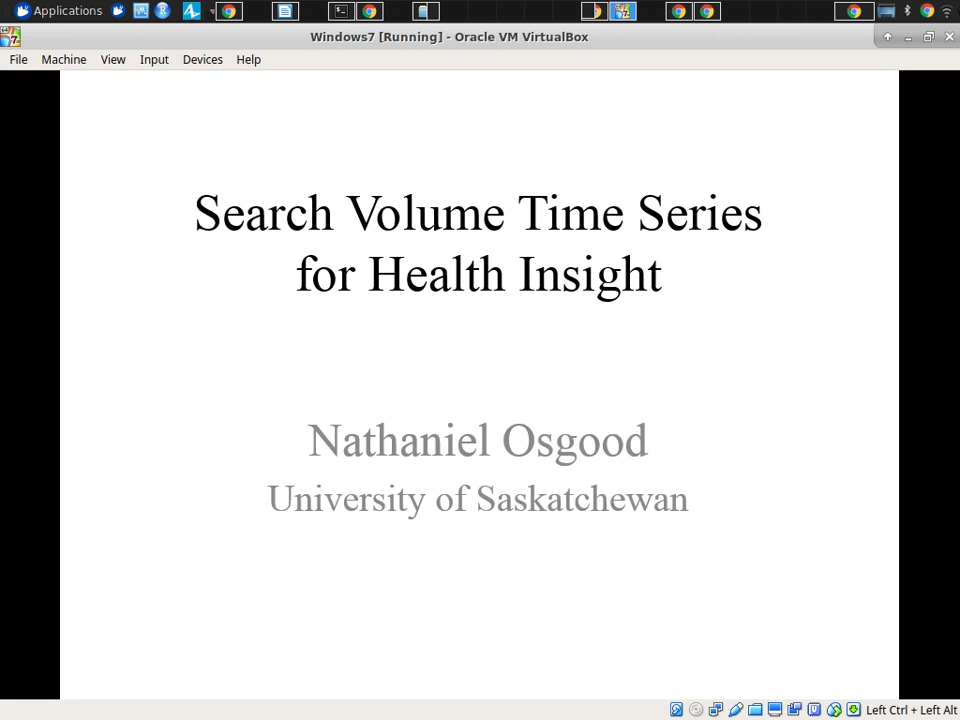 Applications
Windows7 [Running] - Oracle VM VirtualBox
File Machine View Input Devices Help
Search Volume Time Series
for Health Insight
Nathaniel Osgood
University of Saskatchewan
Left Ctrl + Left Alt